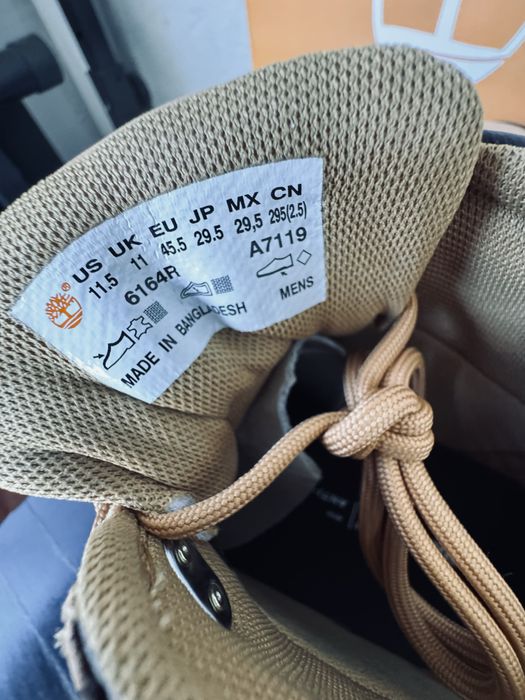 US UK EU JP MX CN
11.5 11 45.5 29.5 29,5 295(2.5)
6164R A7119
MADE IN BANGLADESH
MENS